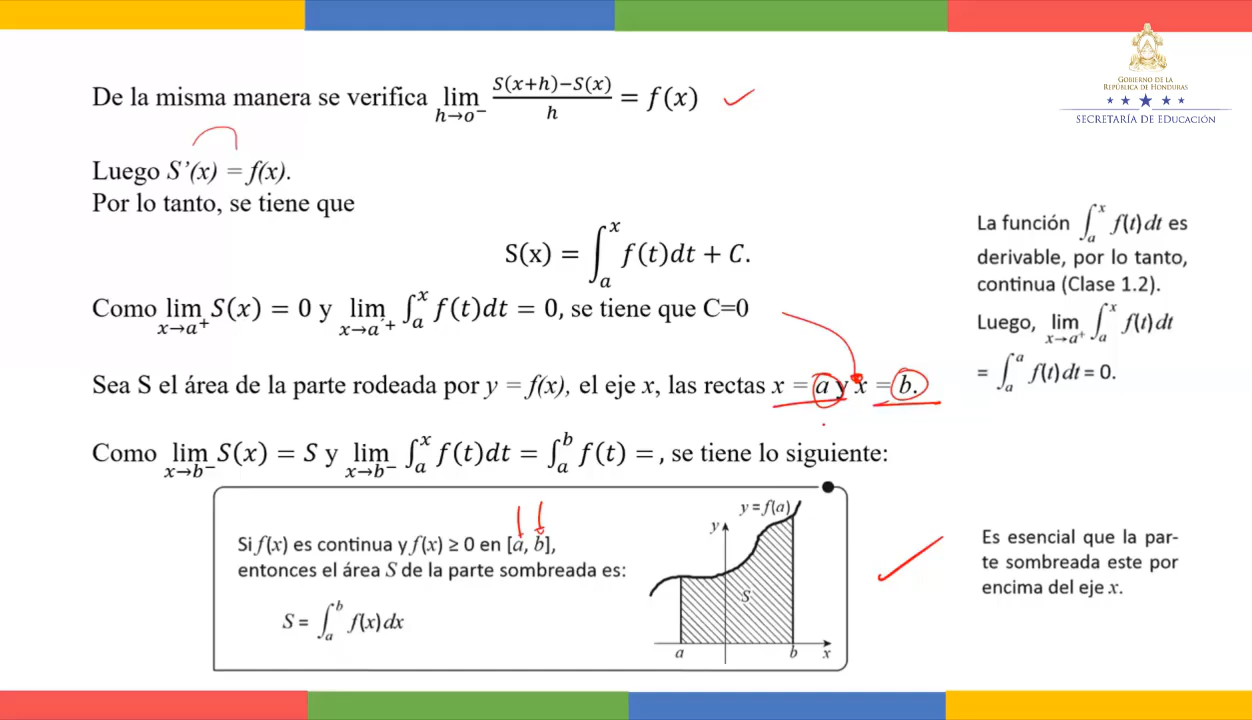 GOBIERNO DE LA
REPÚBLICA DE HONDURAS
SECRETARÍA DE EDUCACIÓN
De la misma manera se verifica lim_{h→o⁻} (S(x+h)−S(x))/h = f(x)
Luego S’(x) = f(x).
Por lo tanto, se tiene que
S(x) = ∫_a^x f(t)dt + C.
Como lim_{x→a⁺} S(x) = 0 y lim_{x→a´⁺} ∫_a^x f(t)dt = 0, se tiene que C=0
Sea S el área de la parte rodeada por y = f(x), el eje x, las rectas x = a y x = b.
Como lim_{x→b⁻} S(x) = S y lim_{x→b⁻} ∫_a^x f(t)dt = ∫_a^b f(t) = , se tiene lo siguiente:
Si f(x) es continua y f(x) ≥ 0 en [a, b],
entonces el área S de la parte sombreada es:
S = ∫_a^b f(x) dx
y = f(a)
y
S
a
b
x
La función ∫_a^x f(t) dt es
derivable, por lo tanto,
continua (Clase 1.2).
Luego, lim_{x→a⁺} ∫_a^x f(t) dt
= ∫_a^a f(t) dt = 0.
Es esencial que la par-
te sombreada este por
encima del eje x.